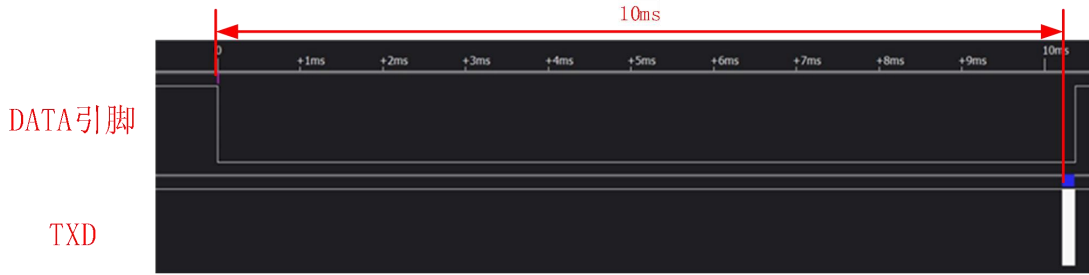 10ms
0
+1ms
+2ms
+3ms
+4ms
+5ms
+6ms
+7ms
+8ms
+9ms
10ms
DATA引脚
TXD